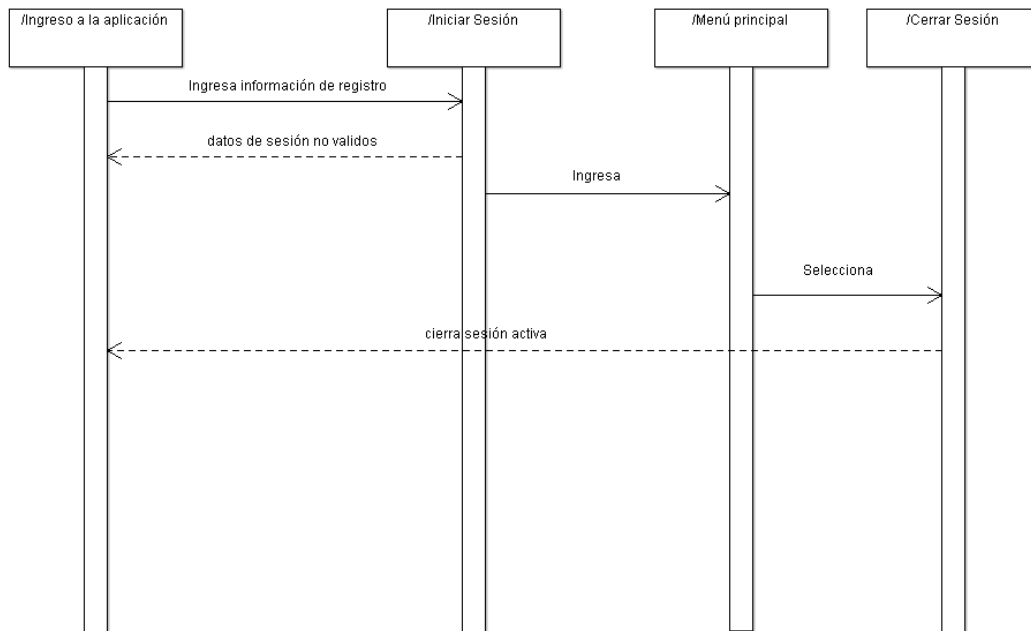 /Ingreso a la aplicación
/Iniciar Sesión
/Menú principal
/Cerrar Sesión
Ingresa información de registro
datos de sesión no validos
Ingresa
Selecciona
cierra sesión activa